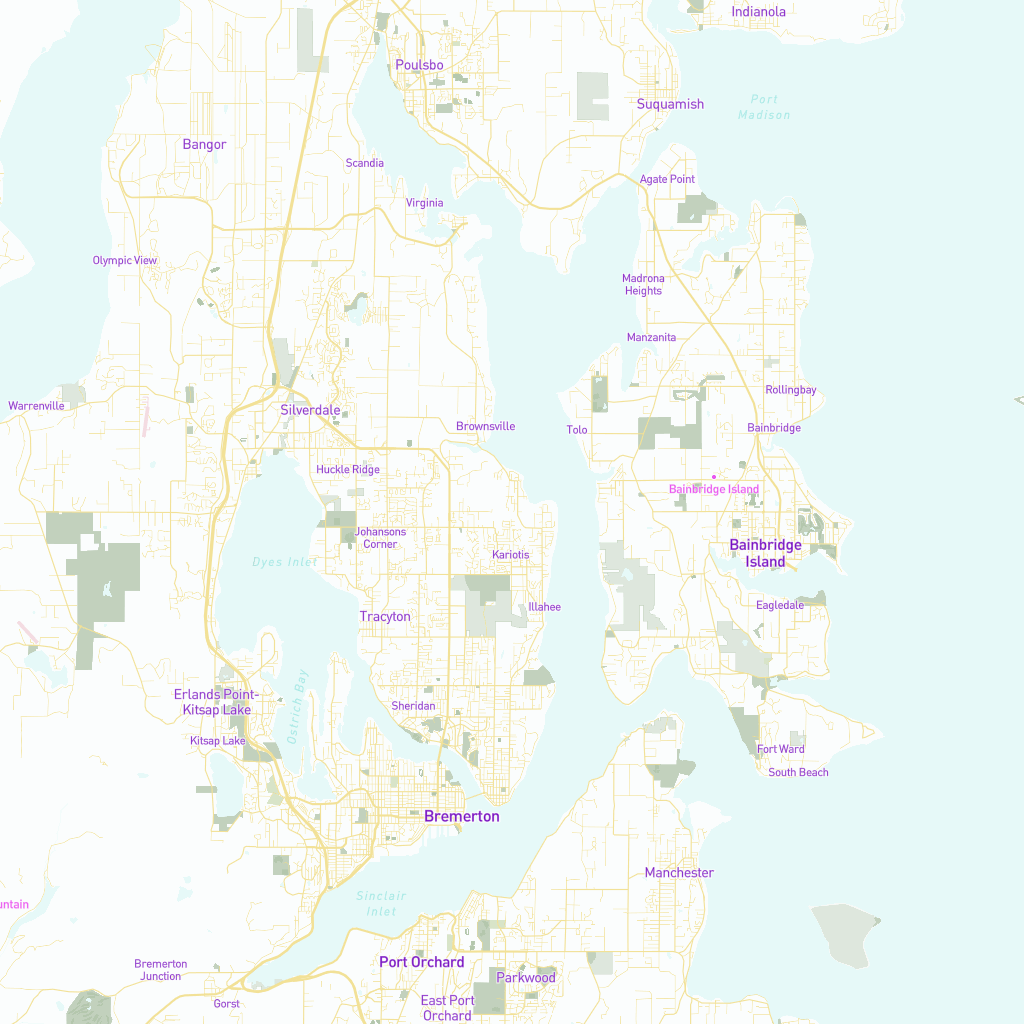 Indianola
Poulsbo
Suquamish
Port
Madison
Bangor
Scandia
Agate Point
Virginia
Olympic View
Madrona
Heights
Manzanita
Rollingbay
Warrenville
Silverdale
Brownsville
Tolo
Bainbridge
Huckle Ridge
Bainbridge Island
Johansons
Corner
Kariotis
Bainbridge
Island
Dyes Inlet
Illahee
Eagledale
Tracyton
Ostrich Bay
Erlands Point-
Kitsap Lake
Sheridan
Kitsap Lake
Fort Ward
South Beach
Bremerton
Manchester
Sinclair
Inlet
untain
Port Orchard
Bremerton
Junction
Parkwood
Gorst
East Port
Orchard